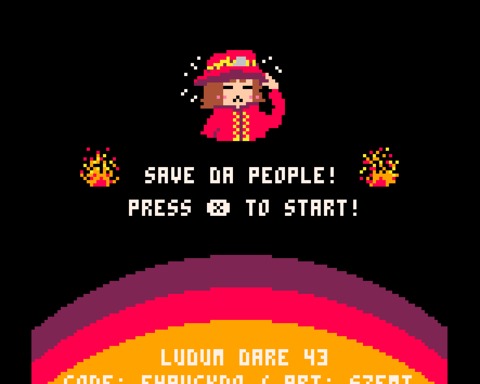 SAVE DA PEOPLE!
PRESS ❎ TO START!
LUDUM DARE 43
CODE: / ART: